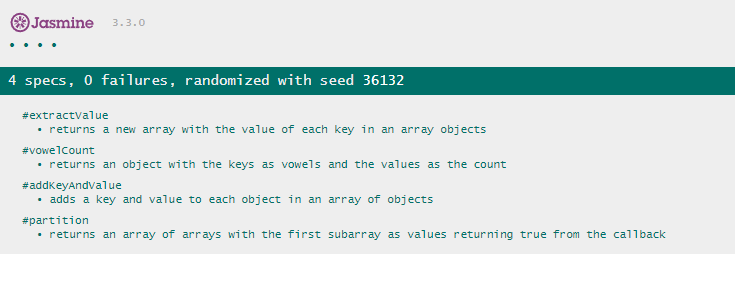 Jasmine 3.3.0
• • • •
4 specs, 0 failures, randomized with seed 36132
#extractValue
• returns a new array with the value of each key in an array objects
#vowelCount
• returns an object with the keys as vowels and the values as the count
#addKeyAndValue
• adds a key and value to each object in an array of objects
#partition
• returns an array of arrays with the first subarray as values returning true from the callback